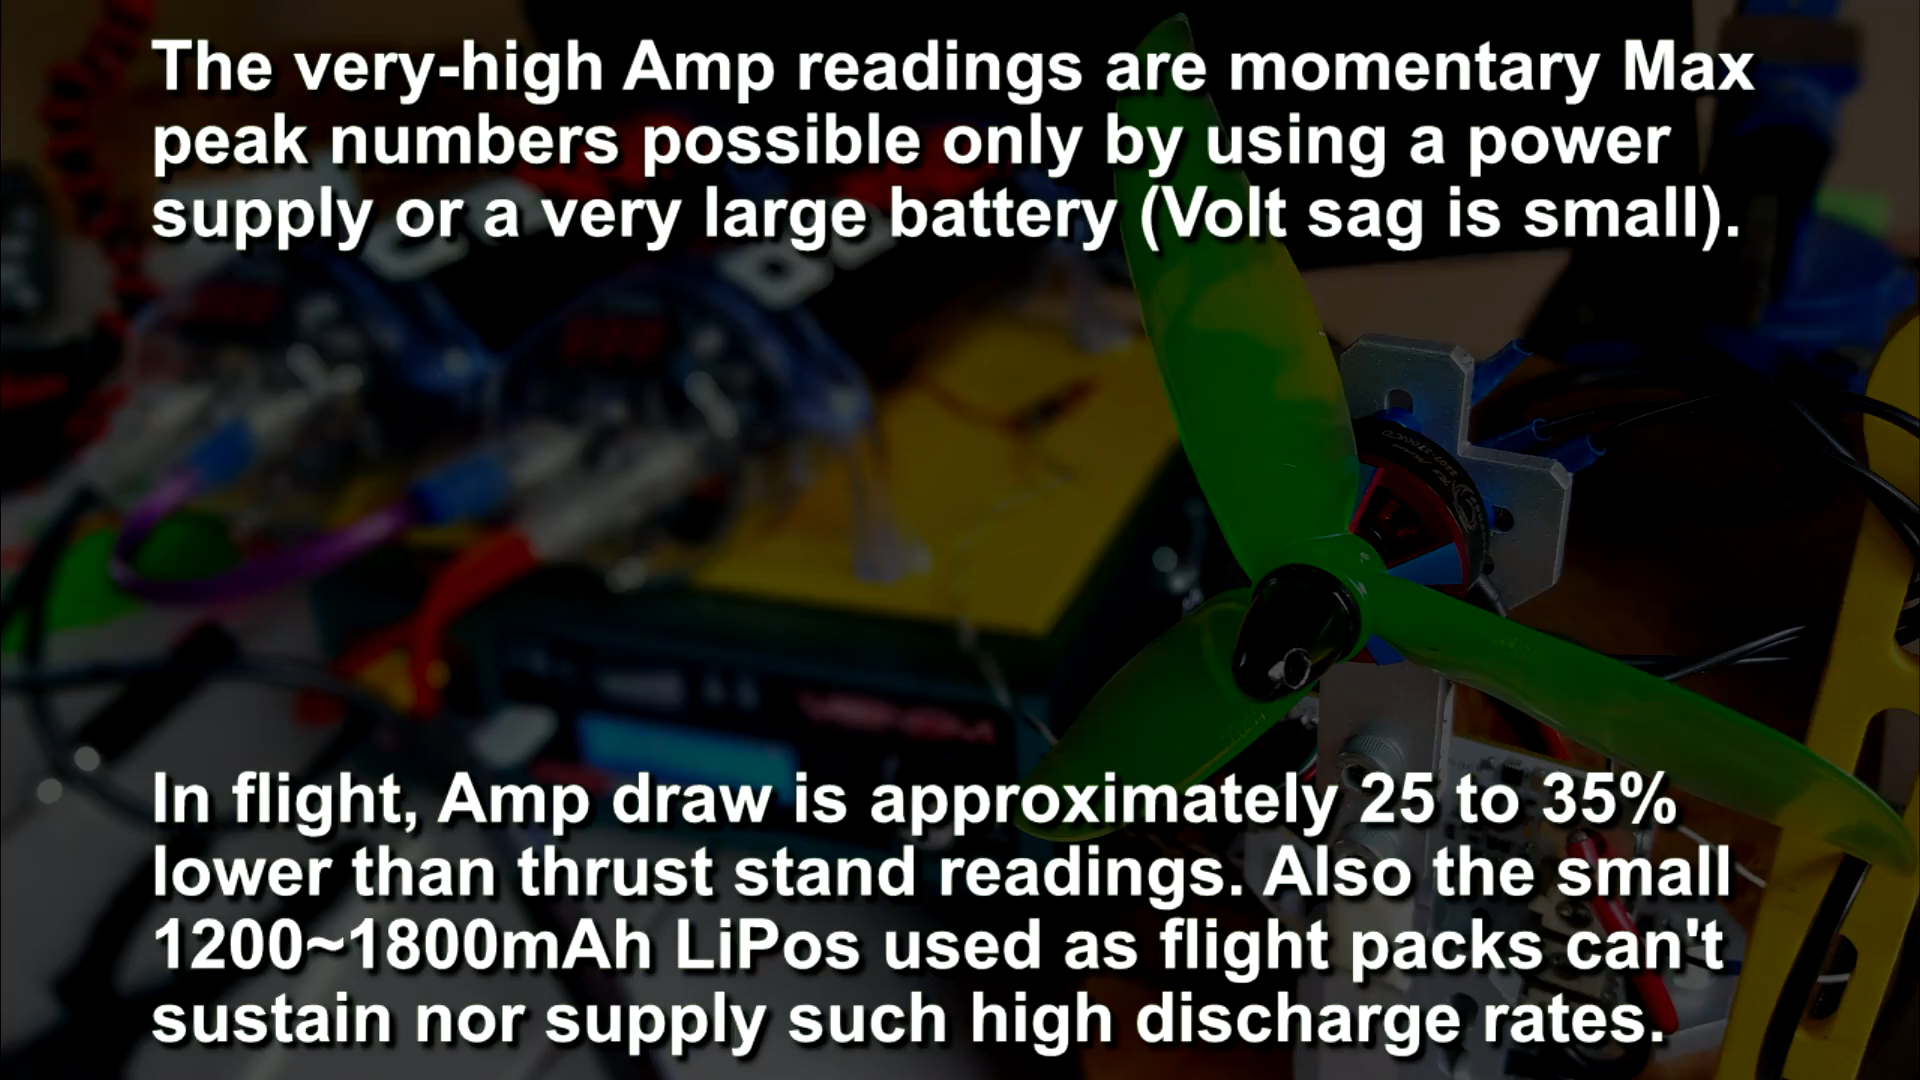 The very-high Amp readings are momentary Max
peak numbers possible only by using a power
supply or a very large battery (Volt sag is small).
VENOM
In flight, Amp draw is approximately 25 to 35%
lower than thrust stand readings. Also the small
1200~1800mAh LiPos used as flight packs can't
sustain nor supply such high discharge rates.